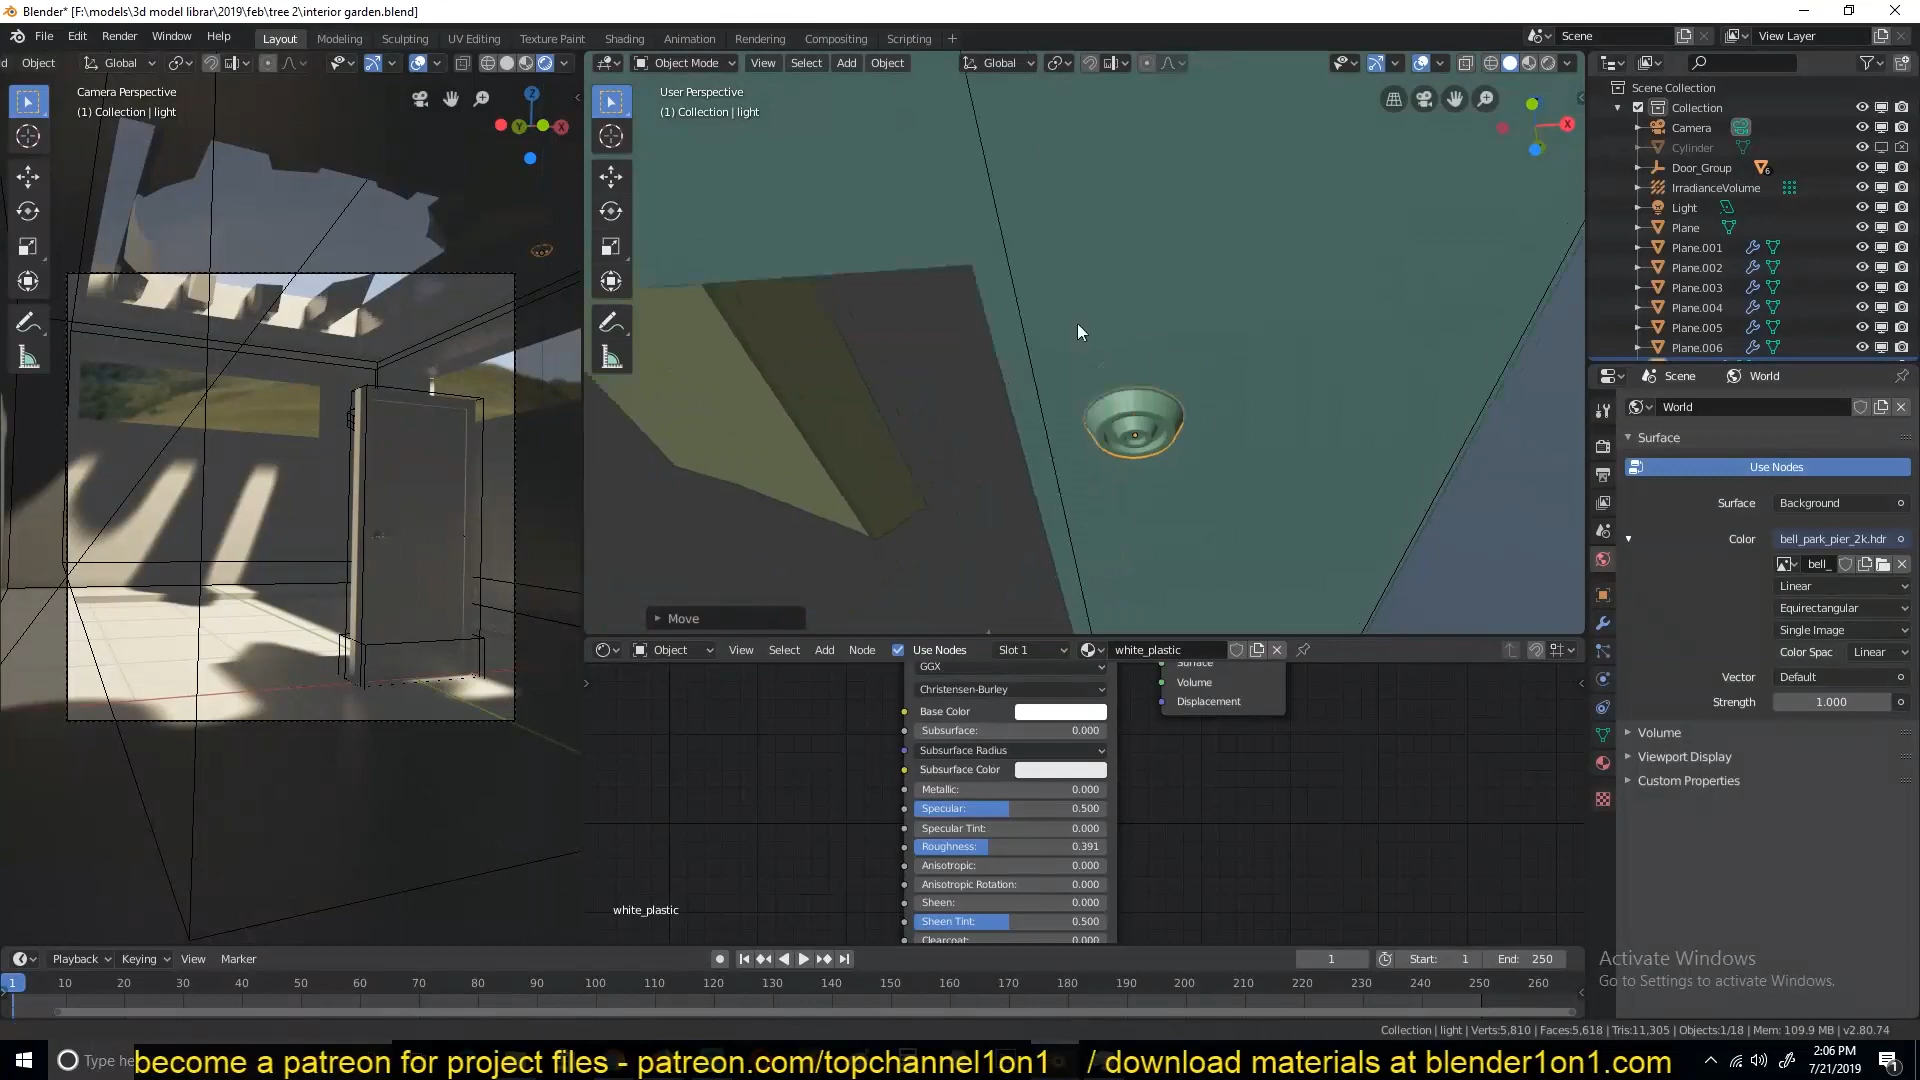 Blender* [F:\models\3d model librar\2019\feb\tree 2\interior garden.blend]
File Edit Render Window Help Layout Modeling Sculpting UV Editing Texture Paint Shading Animation Rendering Compositing Scripting + Scene View Layer
Object Global Object Mode View Select Add Object Global
Camera Perspective
(1) Collection | light
User Perspective
(1) Collection | light
Z
Y
X
X
Move
Scene Collection
Collection
Camera
Cylinder
Door_Group 6
IrradianceVolume
Light
Plane
Plane.001
Plane.002
Plane.003
Plane.004
Plane.005
Plane.006
Scene World
World
Surface
Use Nodes
Surface Background
Color bell_park_pier_2k.hdr
bell_
Linear
Equirectangular
Single Image
Color Spac Linear
Vector Default
Strength 1.000
Volume
Viewport Display
Custom Properties
Object View Select Add Node Use Nodes Slot 1 white_plastic
GGX
Christensen-Burley
Base Color
Subsurface: 0.000
Subsurface Radius
Subsurface Color
Metallic: 0.000
Specular: 0.500
Specular Tint: 0.000
Roughness: 0.391
Anisotropic: 0.000
Anisotropic Rotation: 0.000
Sheen: 0.000
Sheen Tint: 0.500
Clearcoat: 0.000
Surface
Volume
Displacement
white_plastic
Playback Keying View Marker 1 Start: 1 End: 250
1 10 20 30 40 50 60 70 80 90 100 110 120 130 140 150 160 170 180 190 200 210 220 230 240 250 260
Activate Windows
Go to Settings to activate Windows.
Collection | light | Verts:5,810 | Faces:5,618 | Tris:11,305 | Objects:1/18 | Mem: 109.9 MB | v2.80.74
Type he
become a patreon for project files - patreon.com/topchannel1on1 / download materials at blender1on1.com
2:06 PM
7/21/2019
1